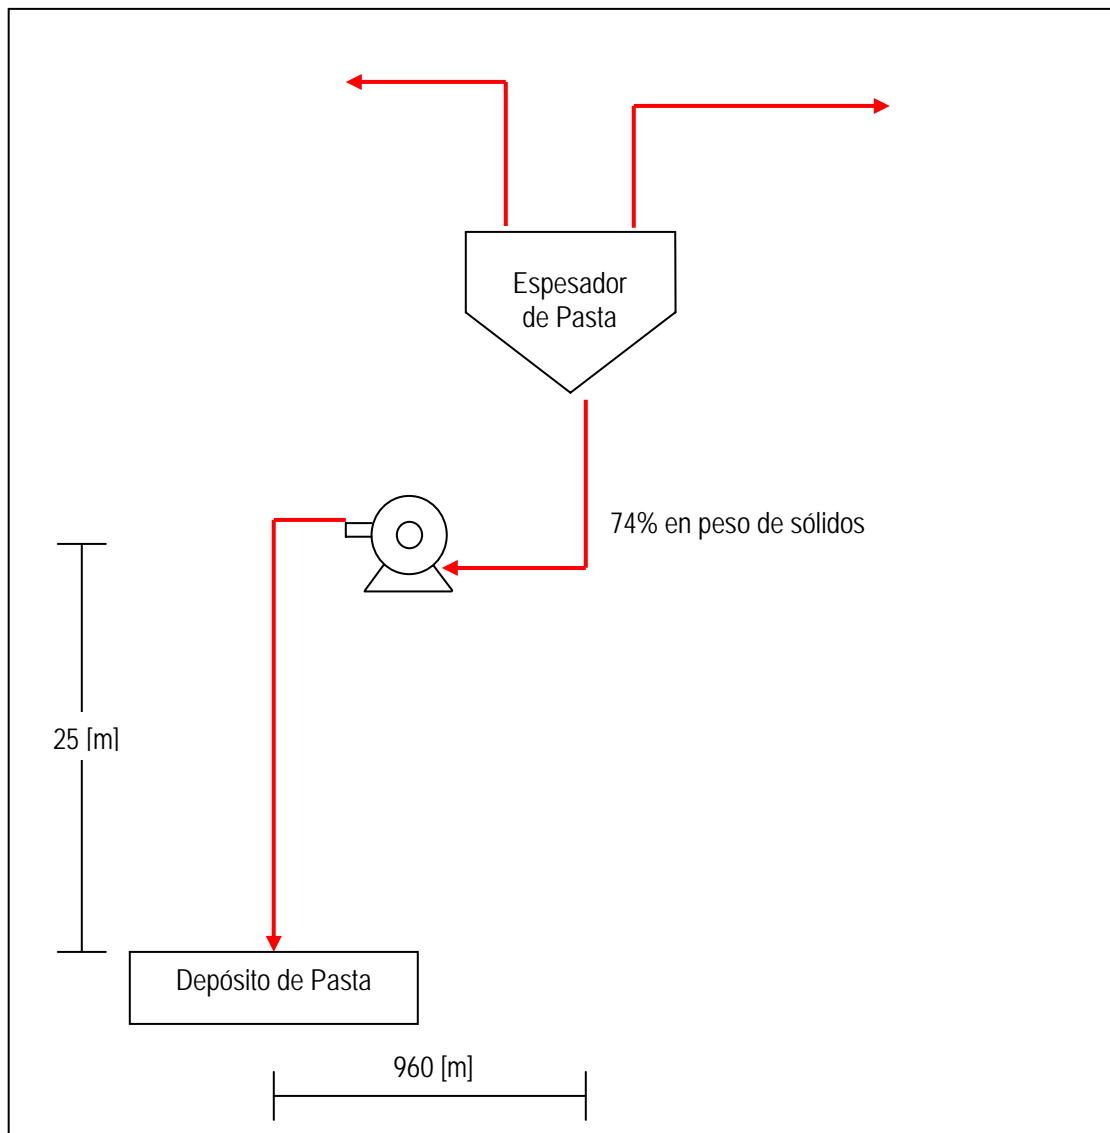 Espesador
de Pasta
74% en peso de sólidos
25 [m]
Depósito de Pasta
960 [m]